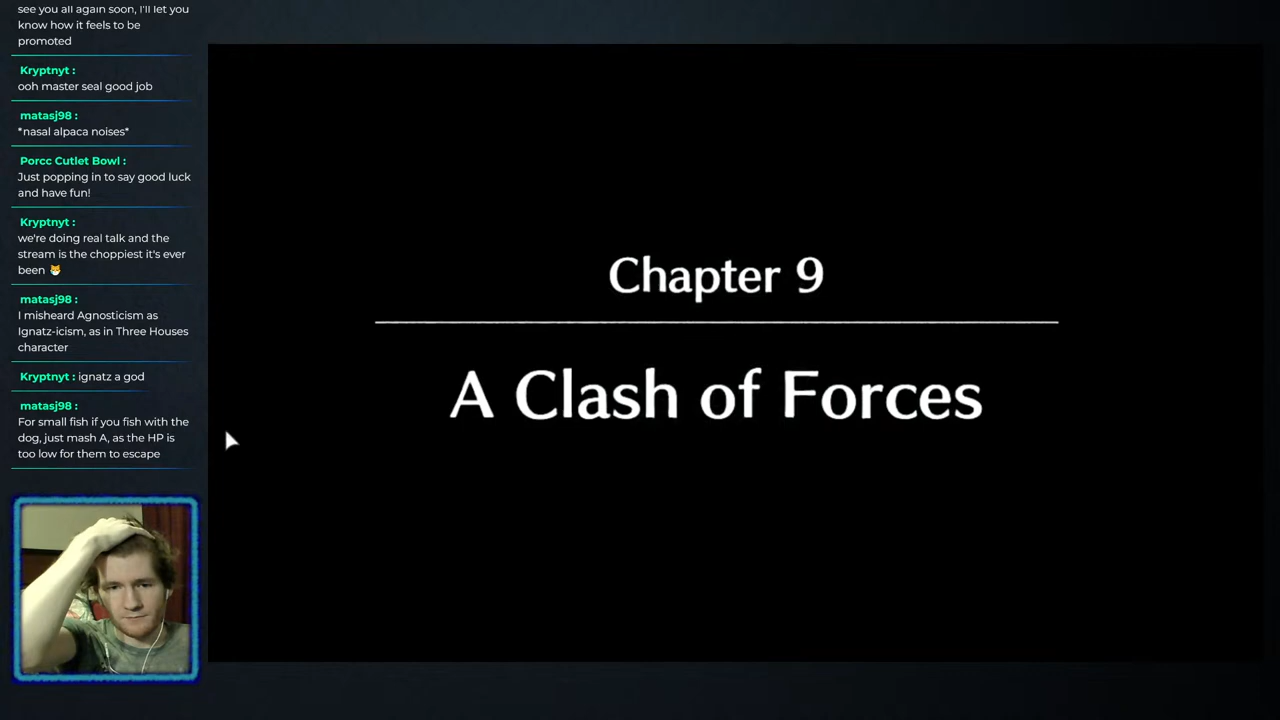 see you all again soon, I'll let you
know how it feels to be
promoted
Kryptnyt :
ooh master seal good job
matasj98 :
*nasal alpaca noises*
Porcc Cutlet Bowl :
Just popping in to say good luck
and have fun!
Kryptnyt :
we're doing real talk and the
stream is the choppiest it's ever
been
matasj98 :
I misheard Agnosticism as
Ignatz-icism, as in Three Houses
character
Kryptnyt : ignatz a god
matasj98 :
For small fish if you fish with the
dog, just mash A, as the HP is
too low for them to escape
Chapter 9
A Clash of Forces